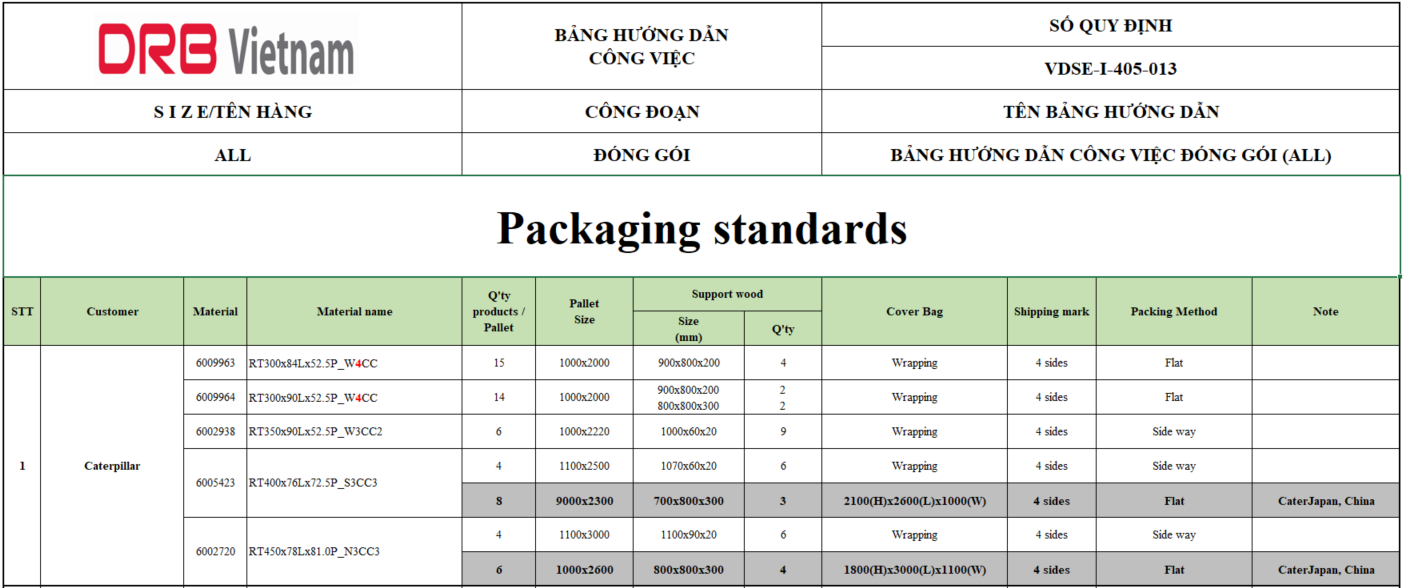 DRB Vietnam
BẢNG HƯỚNG DẪN
CÔNG VIỆC
SỐ QUY ĐỊNH
VDSE-I-405-013
S I Z E/TÊN HÀNG
CÔNG ĐOẠN
TÊN BẢNG HƯỚNG DẪN
ALL
ĐÓNG GÓI
BẢNG HƯỚNG DẪN CÔNG VIỆC ĐÓNG GÓI (ALL)
Packaging standards
STT
Customer
Material
Material name
Q'ty
products /
Pallet
Pallet
Size
Support wood
Size
(mm)
Q'ty
Cover Bag
Shipping mark
Packing Method
Note
1
Caterpillar
6009963 RT300x84Lx52.5P_W4CC 15 1000x2000 900x800x200 4 Wrapping 4 sides Flat
6009964 RT300x90Lx52.5P_W4CC 14 1000x2000 900x800x200 2 Wrapping 4 sides Flat
800x800x300 2
6002938 RT350x90Lx52.5P_W3CC2 6 1000x2220 1000x60x20 9 Wrapping 4 sides Side way
6005423 RT400x76Lx72.5P_S3CC3 4 1100x2500 1070x60x20 6 Wrapping 4 sides Side way
8 9000x2300 700x800x300 3 2100(H)x2600(L)x1000(W) 4 sides Flat CaterJapan, China
6002720 RT450x78Lx81.0P_N3CC3 4 1100x3000 1100x90x20 6 Wrapping 4 sides Side way
6 1000x2600 800x800x300 4 1800(H)x3000(L)x1100(W) 4 sides Flat CaterJapan, China